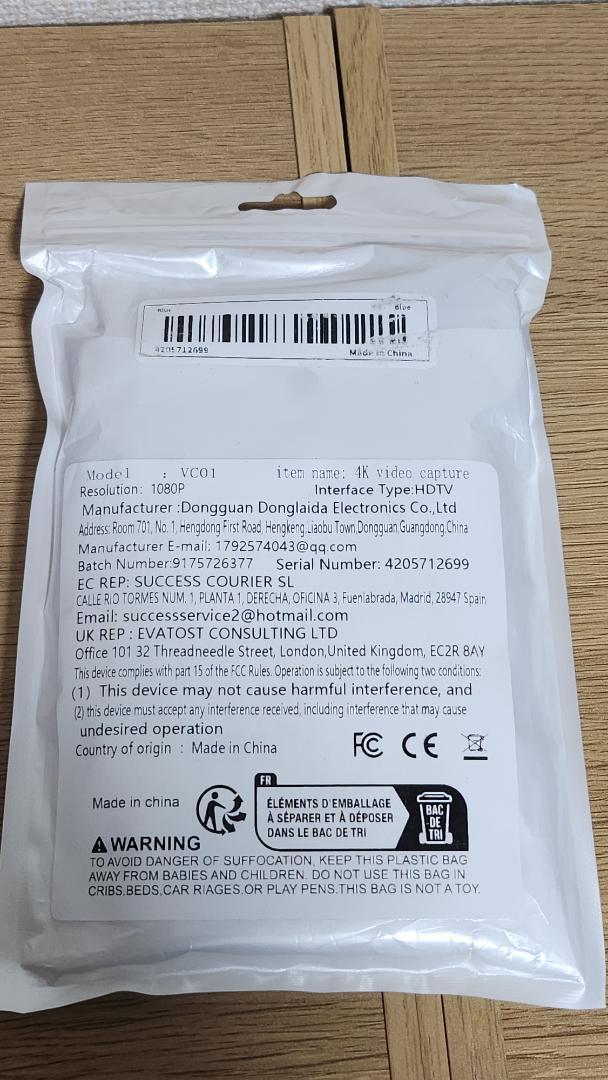 Blue
4205712699
Made in China
Model : VC01 item name: 4K video capture
Resolution: 1080P Interface Type:HDTV
Manufacturer :Dongguan Donglaida Electronics Co.,Ltd
Address: Room 701, No. 1, Hengdong First Road, Hengkeng.Liaobu Town,Dongguan,Guangdong,China
Manufacturer E-mail: 1792574043@qq.com
Batch Number:9175726377 Serial Number: 4205712699
EC REP: SUCCESS COURIER SL
CALLE RIO TORMES NUM. 1, PLANTA 1, DERECHA, OFICINA 3, Fuenlabrada, Madrid, 28947 Spain
Email: successservice2@hotmail.com
UK REP : EVATOST CONSULTING LTD
Office 101 32 Threadneedle Street, London,United Kingdom, EC2R 8AY
This device complies with part 15 of the FCC Rules. Operation is subject to the following two conditions:
(1) This device may not cause harmful interference, and
(2) this device must accept any interference received, including interference that may cause
undesired operation
Country of origin : Made in China FC CE
Made in china
FR
ÉLÉMENTS D'EMBALLAGE
À SÉPARER ET À DÉPOSER
DANS LE BAC DE TRI
BAC
DE
TRI
WARNING
TO AVOID DANGER OF SUFFOCATION, KEEP THIS PLASTIC BAG
AWAY FROM BABIES AND CHILDREN. DO NOT USE THIS BAG IN
CRIBS.BEDS,CAR RIAGES.OR PLAY PENS.THIS BAG IS NOT A TOY.